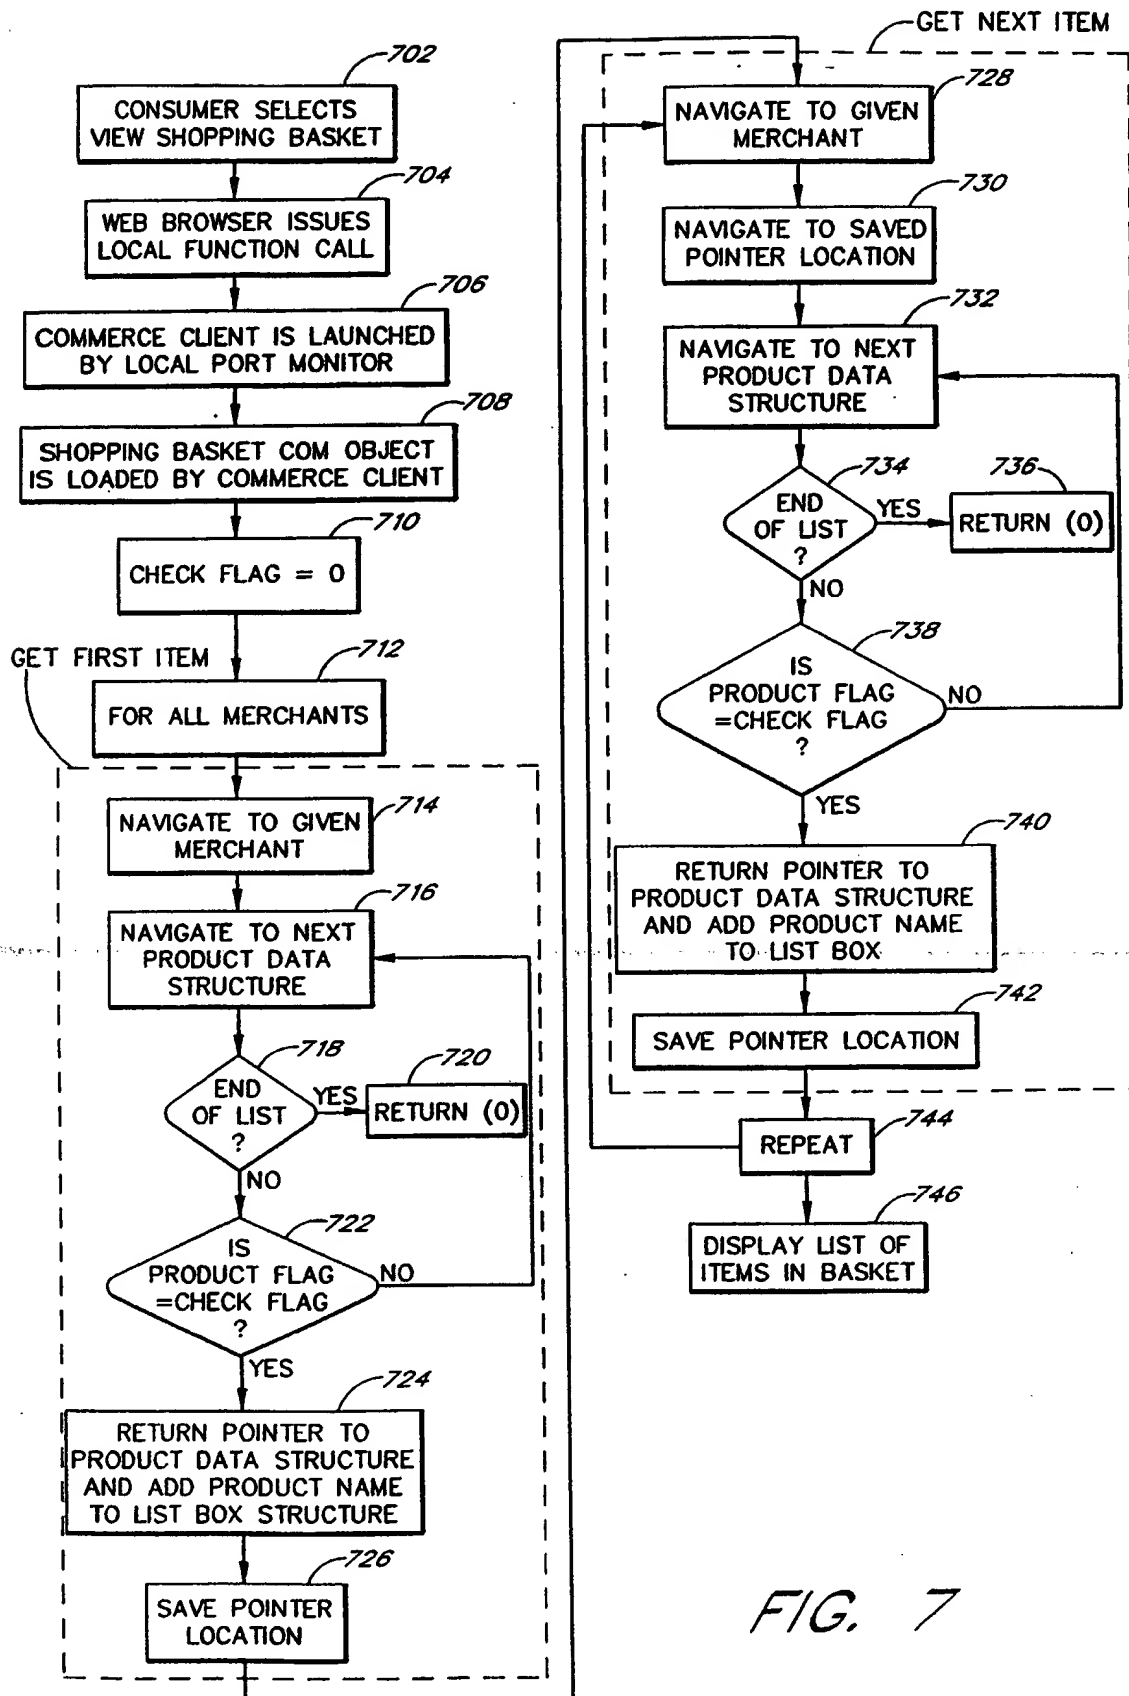 702
CONSUMER SELECTS
VIEW SHOPPING BASKET
704
WEB BROWSER ISSUES
LOCAL FUNCTION CALL
706
COMMERCE CLIENT IS LAUNCHED
BY LOCAL PORT MONITOR
708
SHOPPING BASKET COM OBJECT
IS LOADED BY COMMERCE CLIENT
710
CHECK FLAG = 0
GET FIRST ITEM
712
FOR ALL MERCHANTS
714
NAVIGATE TO GIVEN
MERCHANT
716
NAVIGATE TO NEXT
PRODUCT DATA
STRUCTURE
718
END
OF LIST
?
YES
720
RETURN (0)
NO
722
IS
PRODUCT FLAG
=CHECK FLAG
?
NO
YES
724
RETURN POINTER TO
PRODUCT DATA STRUCTURE
AND ADD PRODUCT NAME
TO LIST BOX STRUCTURE
726
SAVE POINTER
LOCATION
GET NEXT ITEM
728
NAVIGATE TO GIVEN
MERCHANT
730
NAVIGATE TO SAVED
POINTER LOCATION
732
NAVIGATE TO NEXT
PRODUCT DATA
STRUCTURE
734
END
OF LIST
?
YES
736
RETURN (0)
NO
738
IS
PRODUCT FLAG
=CHECK FLAG
?
NO
YES
740
RETURN POINTER TO
PRODUCT DATA STRUCTURE
AND ADD PRODUCT NAME
TO LIST BOX
742
SAVE POINTER LOCATION
744
REPEAT
746
DISPLAY LIST OF
ITEMS IN BASKET
FIG. 7